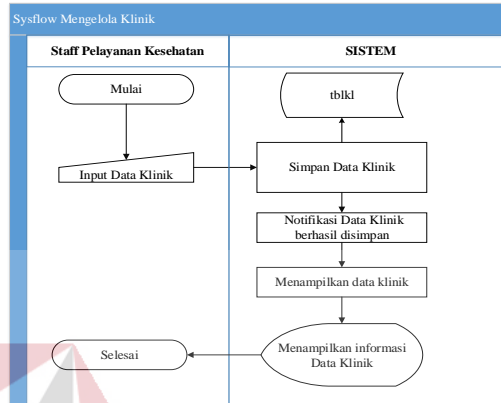 Sysflow Mengelola Klinik
Staff Pelayanan Kesehatan
SISTEM
Mulai
tblkl
Input Data Klinik
Simpan Data Klinik
Notifikasi Data Klinik
berhasil disimpan
Menampilkan data klinik
Selesai
Menampilkan informasi
Data Klinik